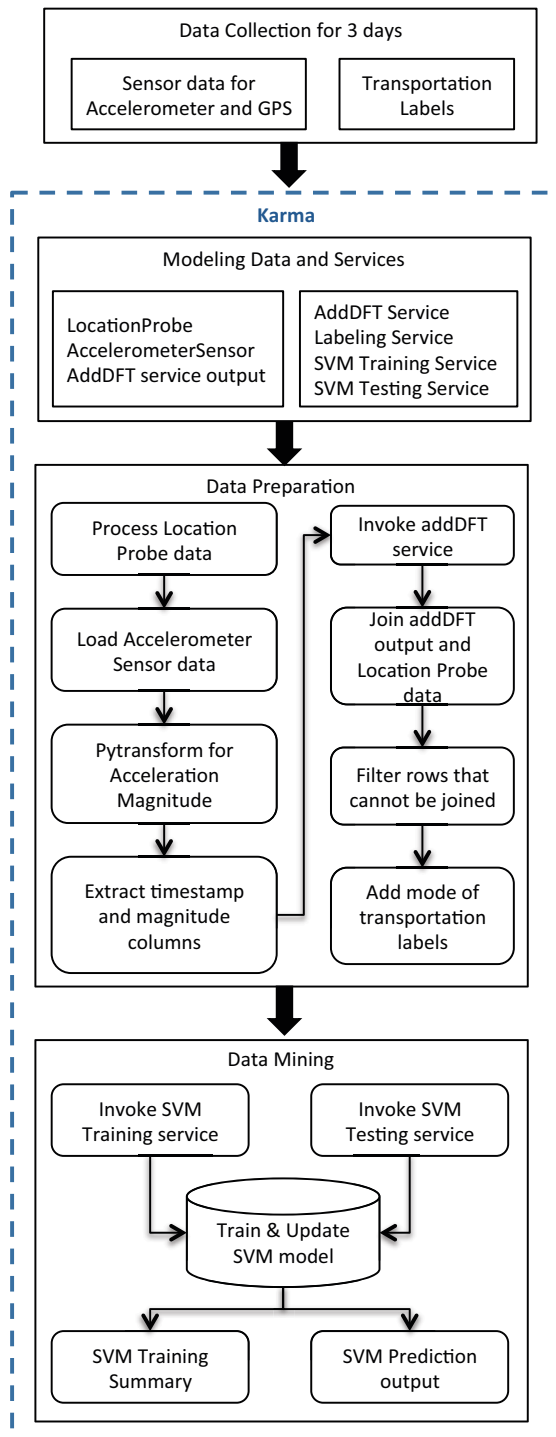 Data Collection for 3 days
Sensor data for
Accelerometer and GPS
Transportation
Labels
Karma
Modeling Data and Services
LocationProbe
AccelerometerSensor
AddDFT service output
AddDFT Service
Labeling Service
SVM Training Service
SVM Testing Service
Data Preparation
Process Location
Probe data
Load Accelerometer
Sensor data
Pytransform for
Acceleration
Magnitude
Extract timestamp
and magnitude
columns
Invoke addDFT
service
Join addDFT
output and
Location Probe
data
Filter rows that
cannot be joined
Add mode of
transportation
labels
Data Mining
Invoke SVM
Training service
Invoke SVM
Testing service
Train & Update
SVM model
SVM Training
Summary
SVM Prediction
output